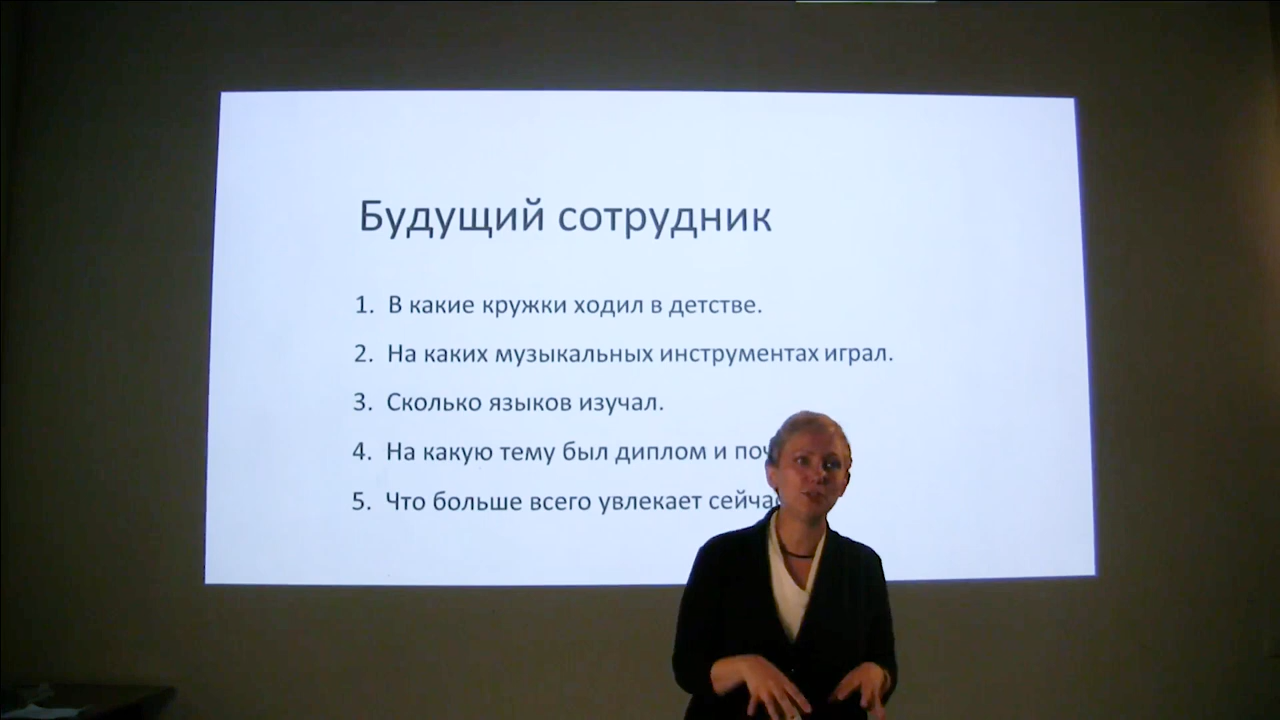 Будущий сотрудник
1. В какие кружки ходил в детстве.
2. На каких музыкальных инструментах играл.
3. Сколько языков изучал.
4. На какую тему был диплом и
5. Что больше всего увлекает